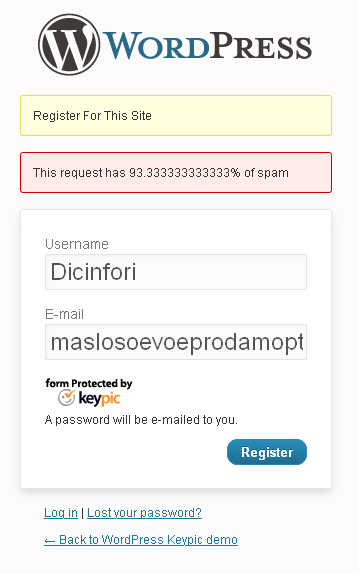 WORDPRESS
Register For This Site
This request has 93.333333333333% of spam
Username
Dicinfori
E-mail
maslosoevoeprodamopt
form Protected by
keypic
A password will be e-mailed to you.
Register
Log in | Lost your password?
← Back to WordPress Keypic demo